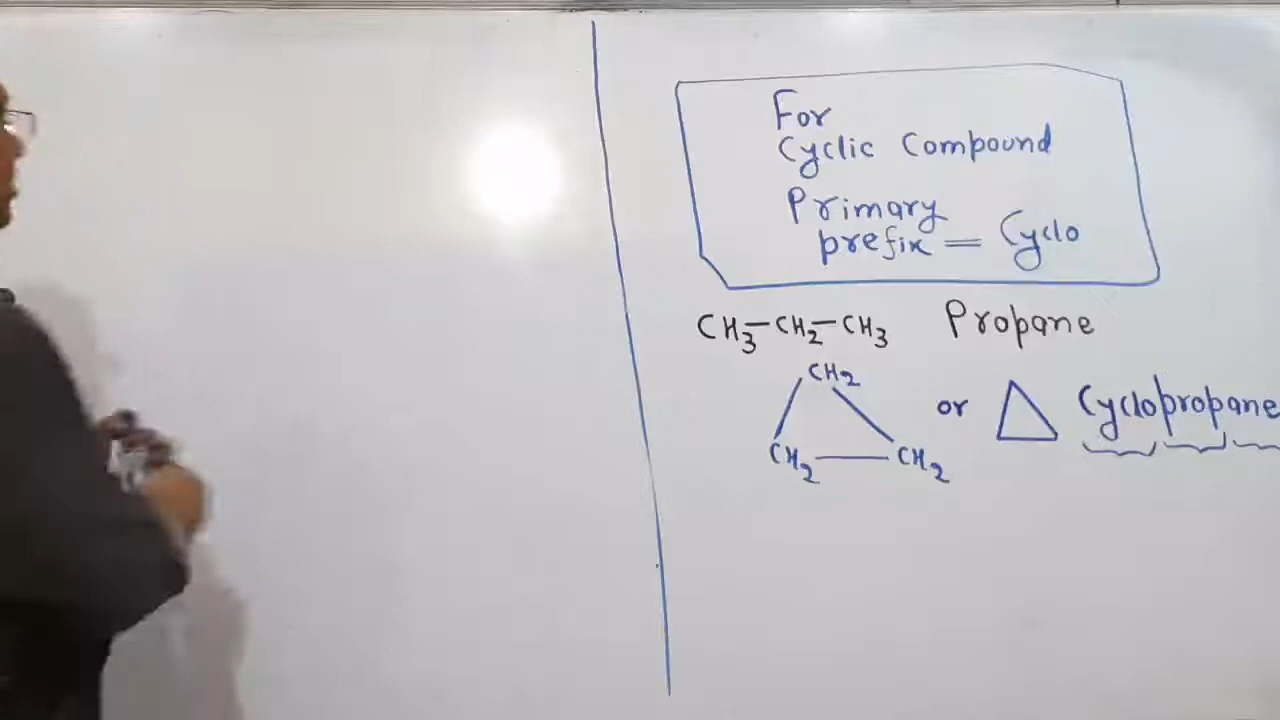 For
Cyclic Compound
Primary
prefix = Cyclo
CH3-CH2-CH3 Propane
CH2
or Cyclopropane
CH2 CH2